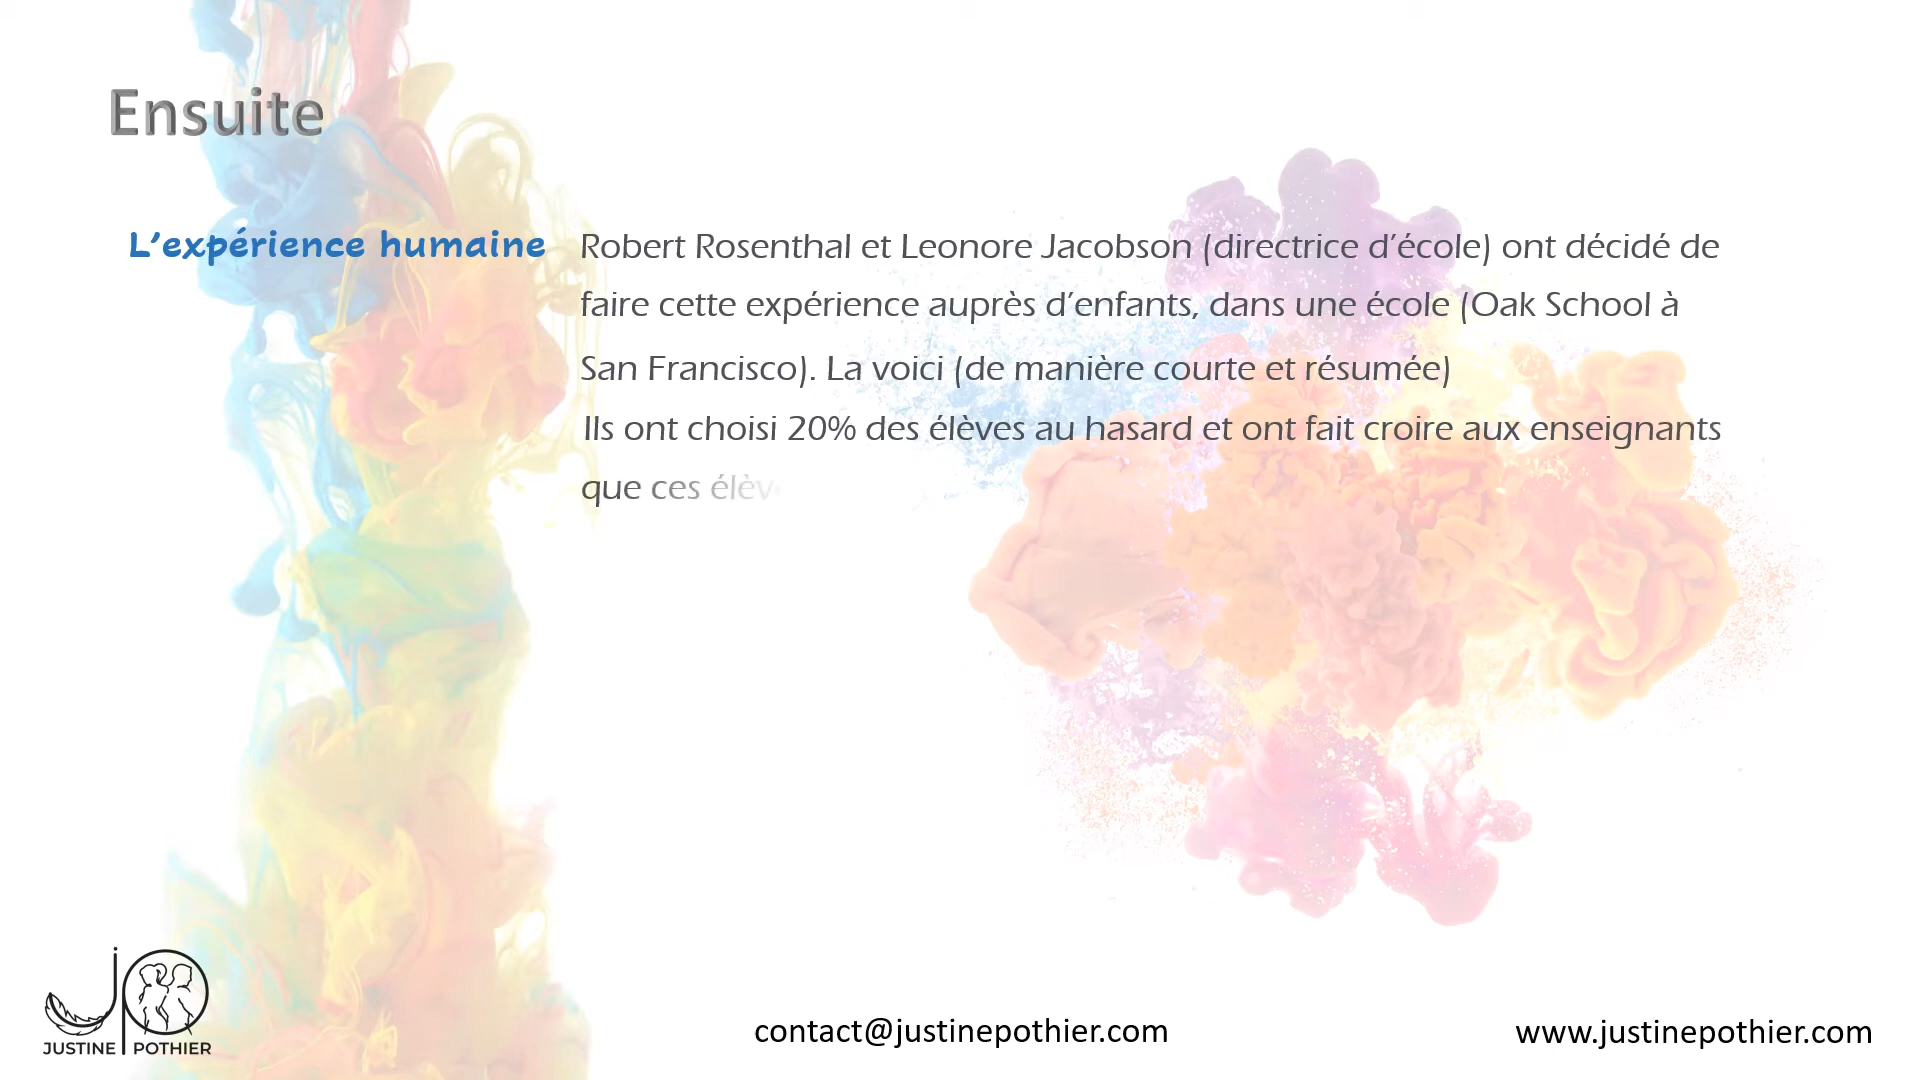 Ensuite
L’expérience humaine
Robert Rosenthal et Leonore Jacobson (directrice d’école) ont décidé de
faire cette expérience auprès d’enfants, dans une école (Oak School à
San Francisco). La voici (de manière courte et résumée)
Ils ont choisi 20% des élèves au hasard et ont fait croire aux enseignants
que ces
JUSTINE POTHIER
contact@justinepothier.com
www.justinepothier.com